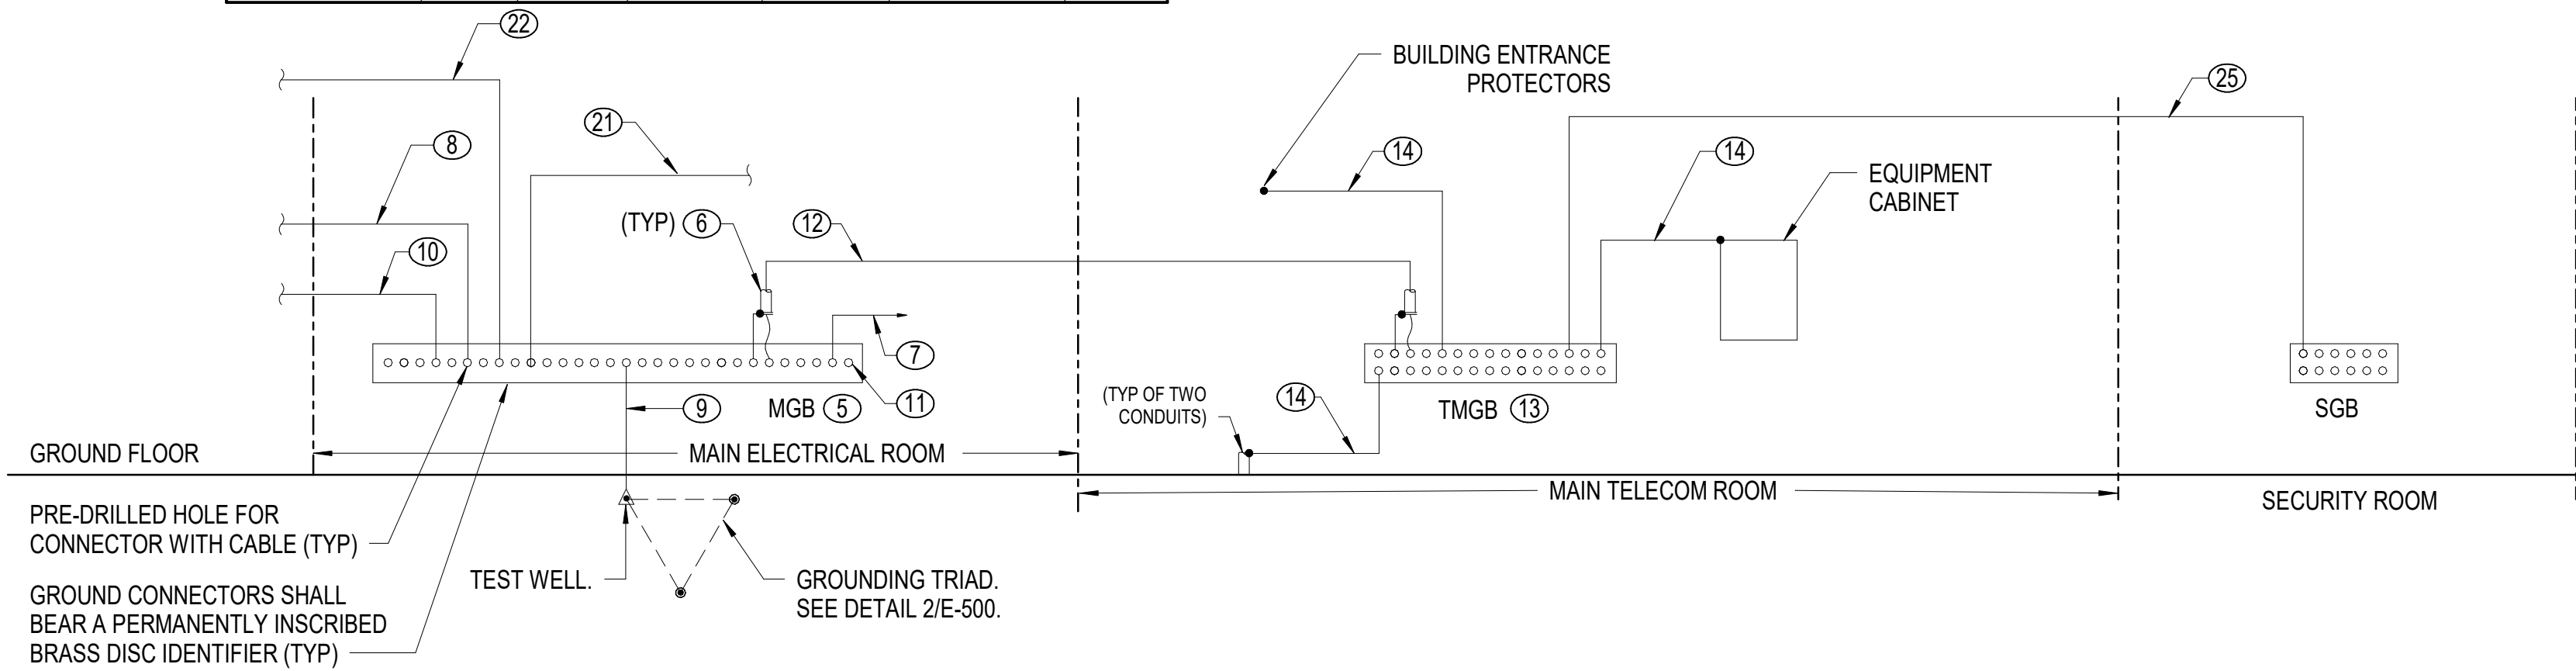 22
BUILDING ENTRANCE
PROTECTORS
25
21
8
14
14
EQUIPMENT
CABINET
(TYP) 6
12
10
7
11
9
MGB 5
(TYP OF TWO
CONDUITS)
14
TMGB 13
SGB
GROUND FLOOR
MAIN ELECTRICAL ROOM
MAIN TELECOM ROOM
SECURITY ROOM
PRE-DRILLED HOLE FOR
CONNECTOR WITH CABLE (TYP)
TEST WELL.
GROUNDING TRIAD.
SEE DETAIL 2/E-500.
GROUND CONNECTORS SHALL
BEAR A PERMANENTLY INSCRIBED
BRASS DISC IDENTIFIER (TYP)